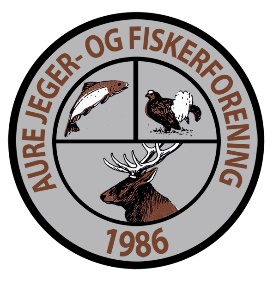 AURE JEGER- OG FISKERFORENING
1986